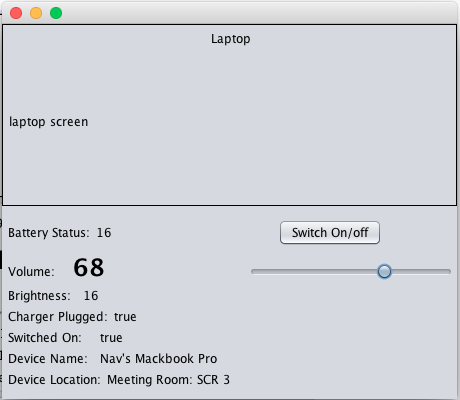 Laptop
laptop screen
Battery Status: 16
Switch On/off
Volume: 68
Brightness: 16
Charger Plugged: true
Switched On: true
Device Name: Nav's Mackbook Pro
Device Location: Meeting Room: SCR 3